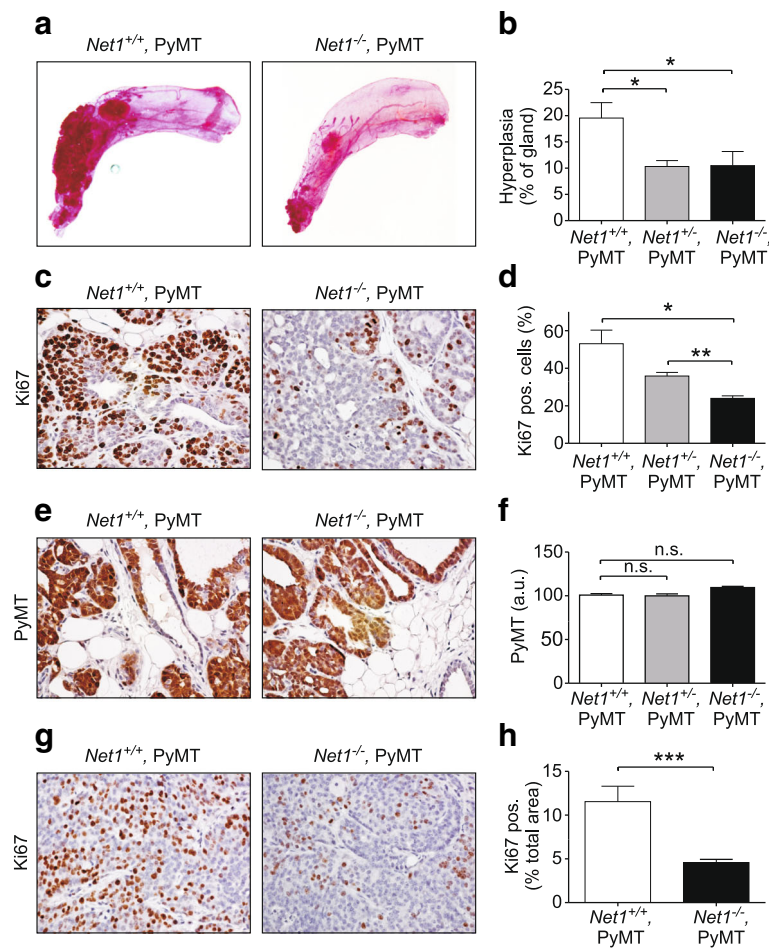 a
Net1+/+, PyMT
Net1-/-, PyMT
b
*
*
Hyperplasia
(% of gland)
25
20
15
10
5
0
Net1+/+, Net1+/-, Net1-/-,
PyMT PyMT PyMT
c
Net1+/+, PyMT
Net1-/-, PyMT
Ki67
d
*
**
Ki67 pos. cells (%)
60
40
20
0
Net1+/+, Net1+/-, Net1-/-,
PyMT PyMT PyMT
e
Net1+/+, PyMT
Net1-/-, PyMT
PyMT
f
n.s.
n.s.
PyMT (a.u.)
150
100
50
0
Net1+/+, Net1+/-, Net1-/-,
PyMT PyMT PyMT
g
Net1+/+, PyMT
Net1-/-, PyMT
Ki67
h
***
Ki67 pos.
(% total area)
15
10
5
0
Net1+/+, Net1-/-,
PyMT PyMT